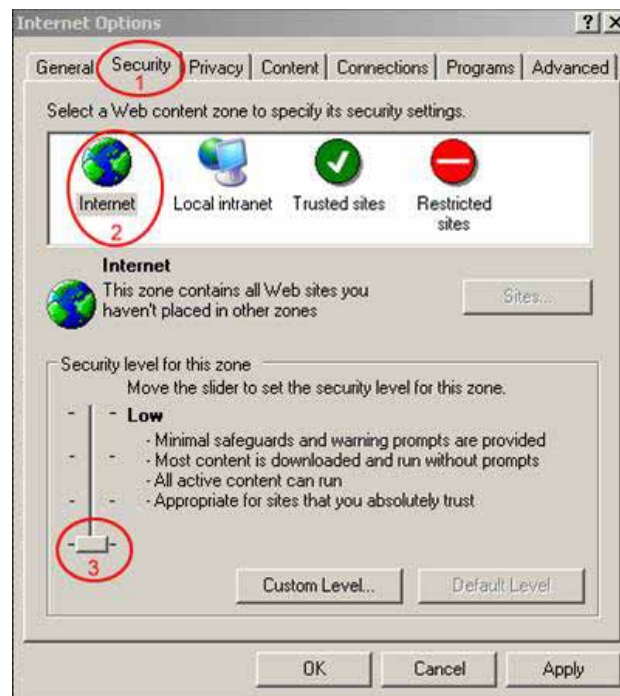 Internet Options
? X
General Security Privacy Content Connections Programs Advanced
1
Select a Web content zone to specify its security settings.
Internet Local intranet Trusted sites Restricted
sites
2
Internet
This zone contains all Web sites you
haven't placed in other zones
Sites...
Security level for this zone
Move the slider to set the security level for this zone.
Low
- Minimal safeguards and warning prompts are provided
- Most content is downloaded and run without prompts
- All active content can run
- Appropriate for sites that you absolutely trust
3
Custom Level... Default Level
OK Cancel Apply